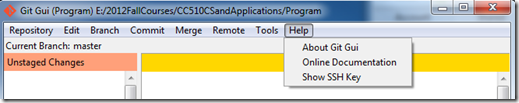 Git Gui (Program) E:/2012FallCourses/CC510CSandApplications/Program
Repository Edit Branch Commit Merge Remote Tools Help
Current Branch: master
About Git Gui
Unstaged Changes
Online Documentation
Show SSH Key